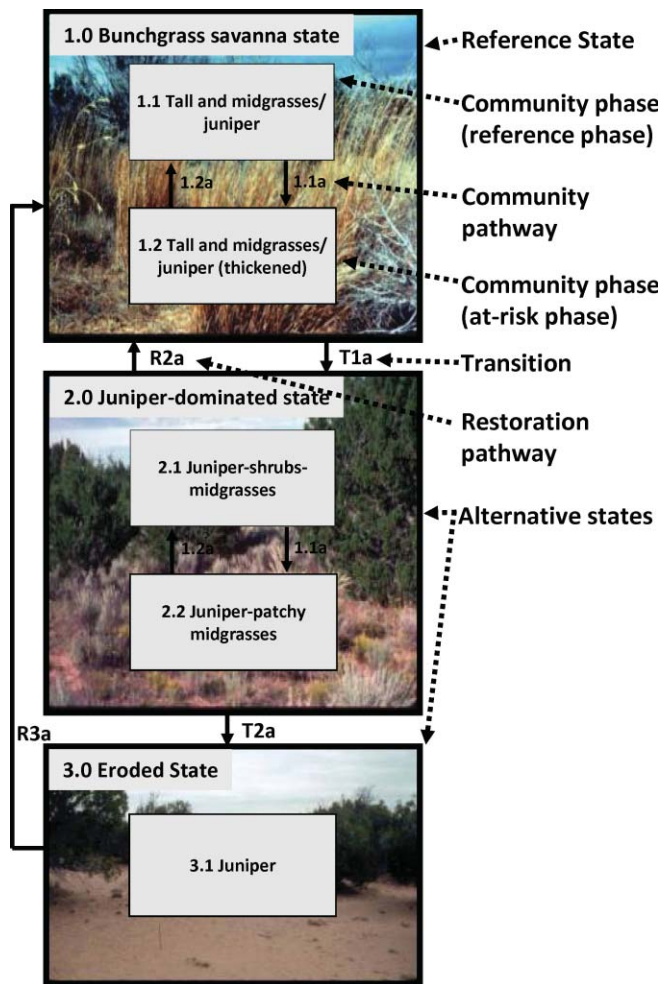 1.0 Bunchgrass savanna state
Reference State
1.1 Tall and midgrasses/
juniper
Community phase
(reference phase)
1.2a
1.1a
Community
pathway
1.2 Tall and midgrasses/
juniper (thickened)
Community phase
(at-risk phase)
R2a
T1a
Transition
2.0 Juniper-dominated state
Restoration
pathway
2.1 Juniper-shrubs-
midgrasses
Alternative states
1.2a
1.1a
2.2 Juniper-patchy
midgrasses
R3a
T2a
3.0 Eroded State
3.1 Juniper